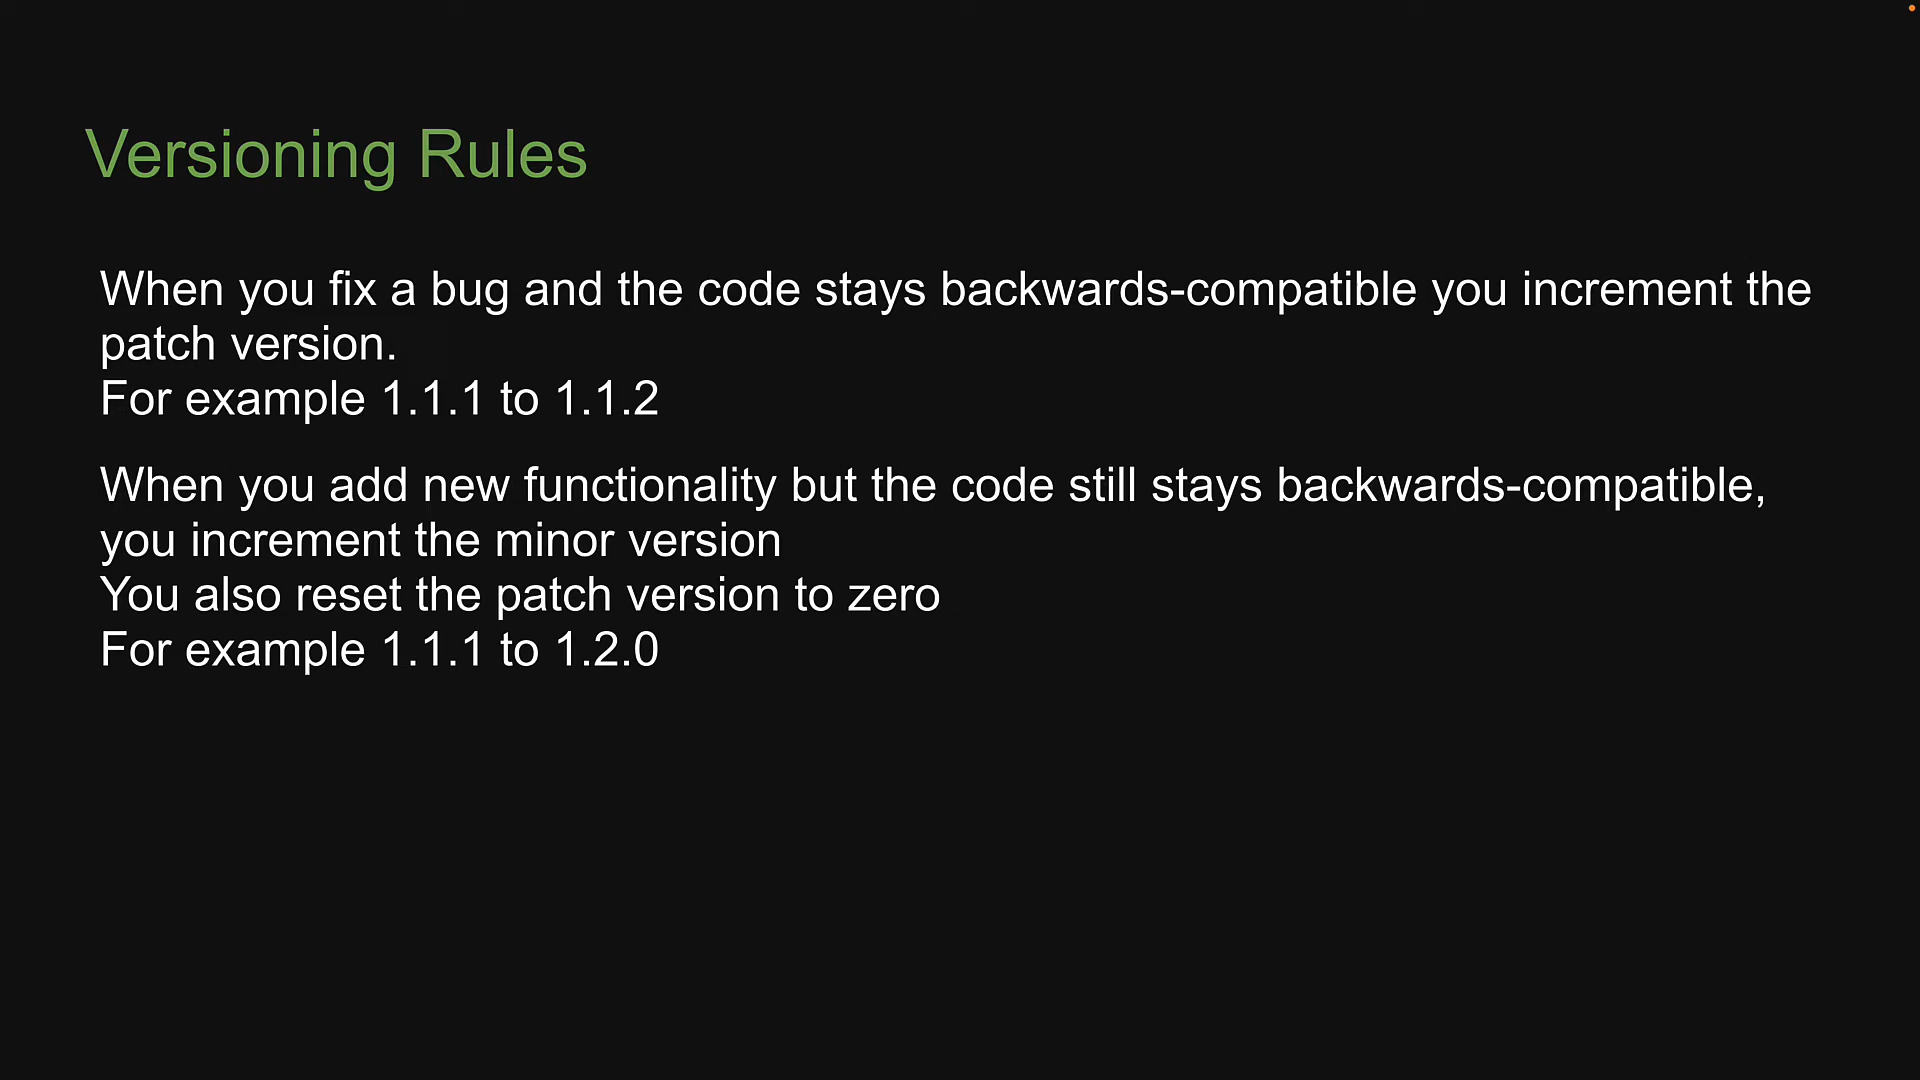 Versioning Rules
When you fix a bug and the code stays backwards-compatible you increment the
patch version.
For example 1.1.1 to 1.1.2
When you add new functionality but the code still stays backwards-compatible,
you increment the minor version
You also reset the patch version to zero
For example 1.1.1 to 1.2.0